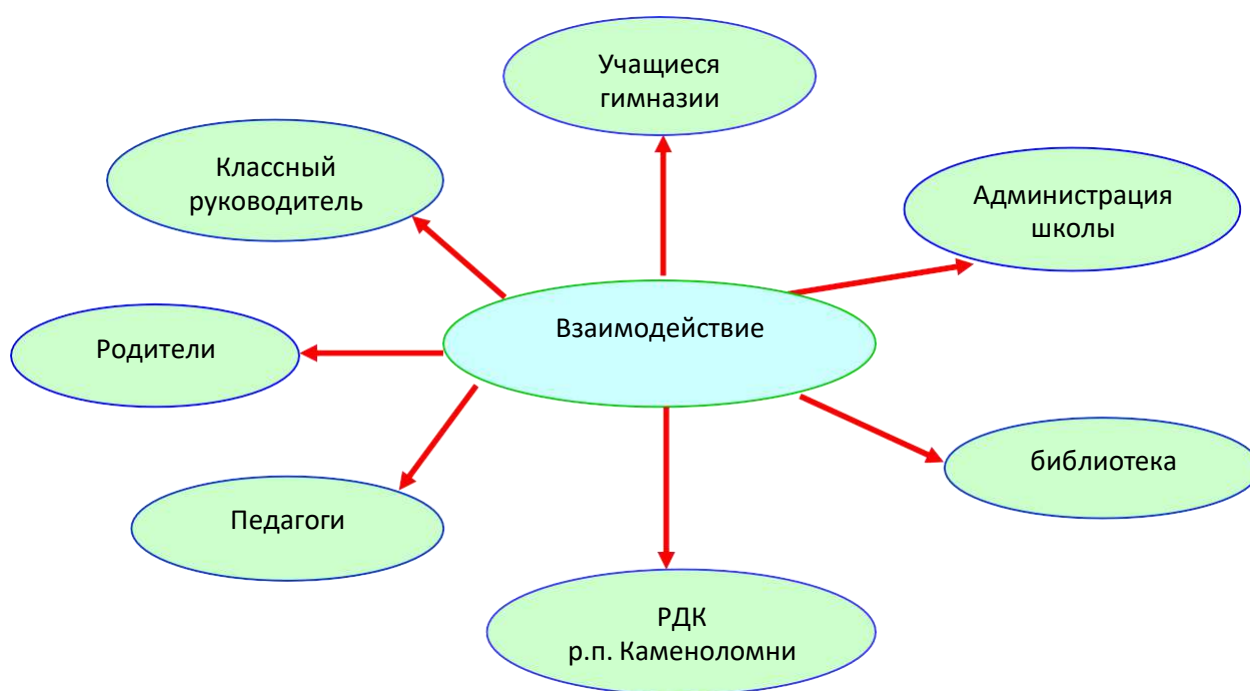 Учащиеся
гимназии
Классный
руководитель
Администрация
школы
Взаимодействие
Родители
библиотека
Педагоги
РДК
р.п. Каменоломни